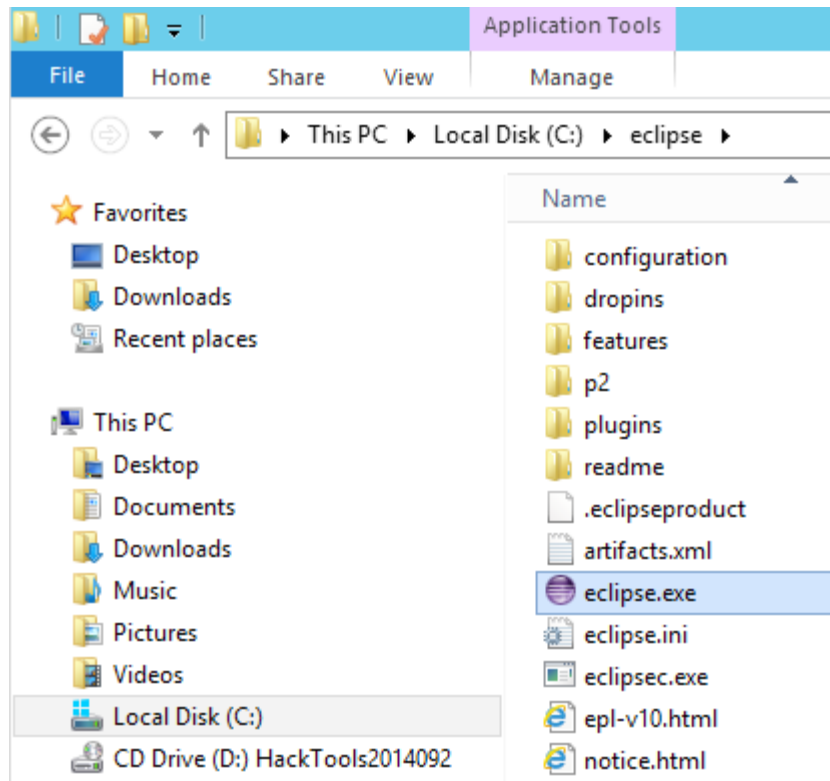 Application Tools
File Home Share View Manage
This PC Local Disk (C:) eclipse
Favorites
Desktop
Downloads
Recent places
This PC
Desktop
Documents
Downloads
Music
Pictures
Videos
Local Disk (C:)
CD Drive (D:) HackTools2014092
Name
configuration
dropins
features
p2
plugins
readme
.eclipseproduct
artifacts.xml
eclipse.exe
eclipse.ini
eclipsec.exe
epl-v10.html
notice.html